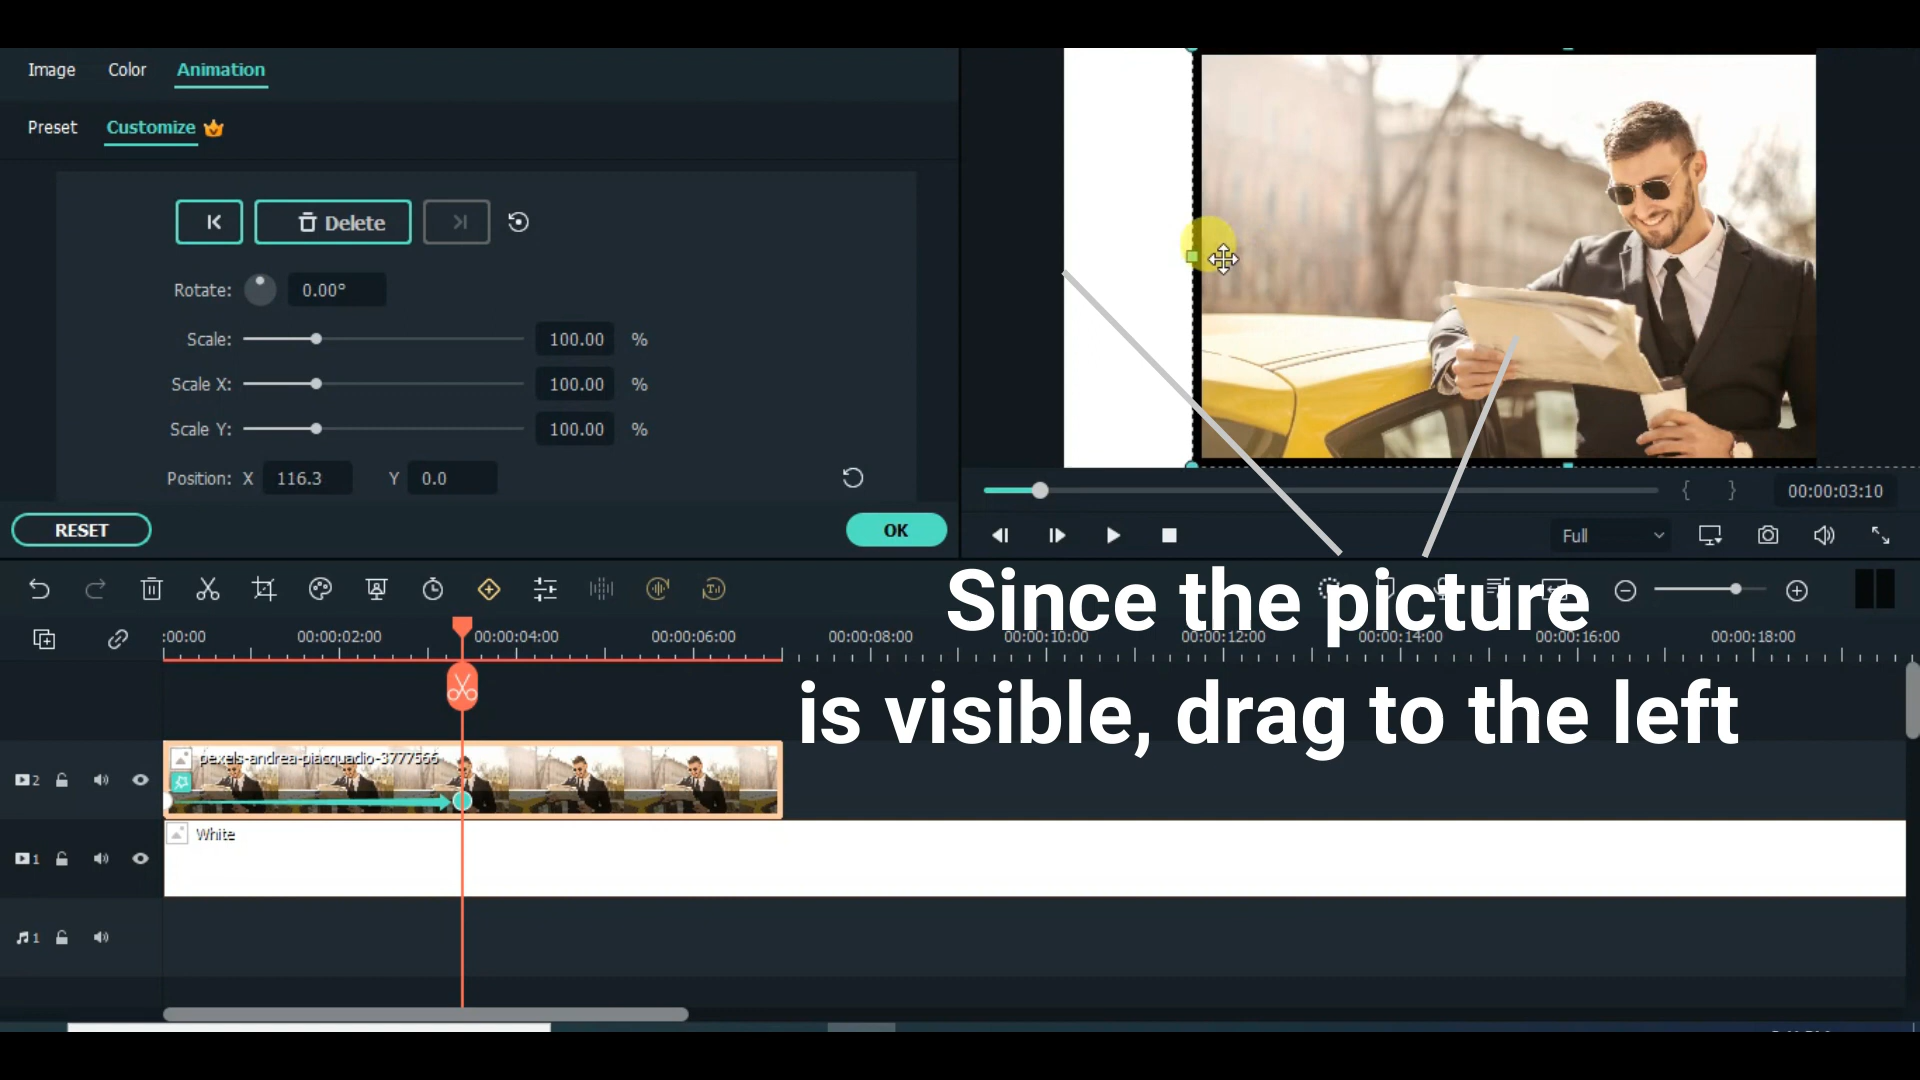 Image Color Animation
Preset Customize
Delete
Rotate: 0.00°
Scale: 100.00 %
Scale X: 100.00 %
Scale Y: 100.00 %
Position: X 116.3 Y 0.0
RESET OK
00:00:03:10
Full
Since the picture
is visible, drag to the left
:00:00 00:00:02:00 00:00:04:00 00:00:06:00 00:00:08:00 00:00:10:00 00:00:12:00 00:00:14:00 00:00:16:00 00:00:18:00
2 pexels-andrea-piacquadio-3777566
1 White
1